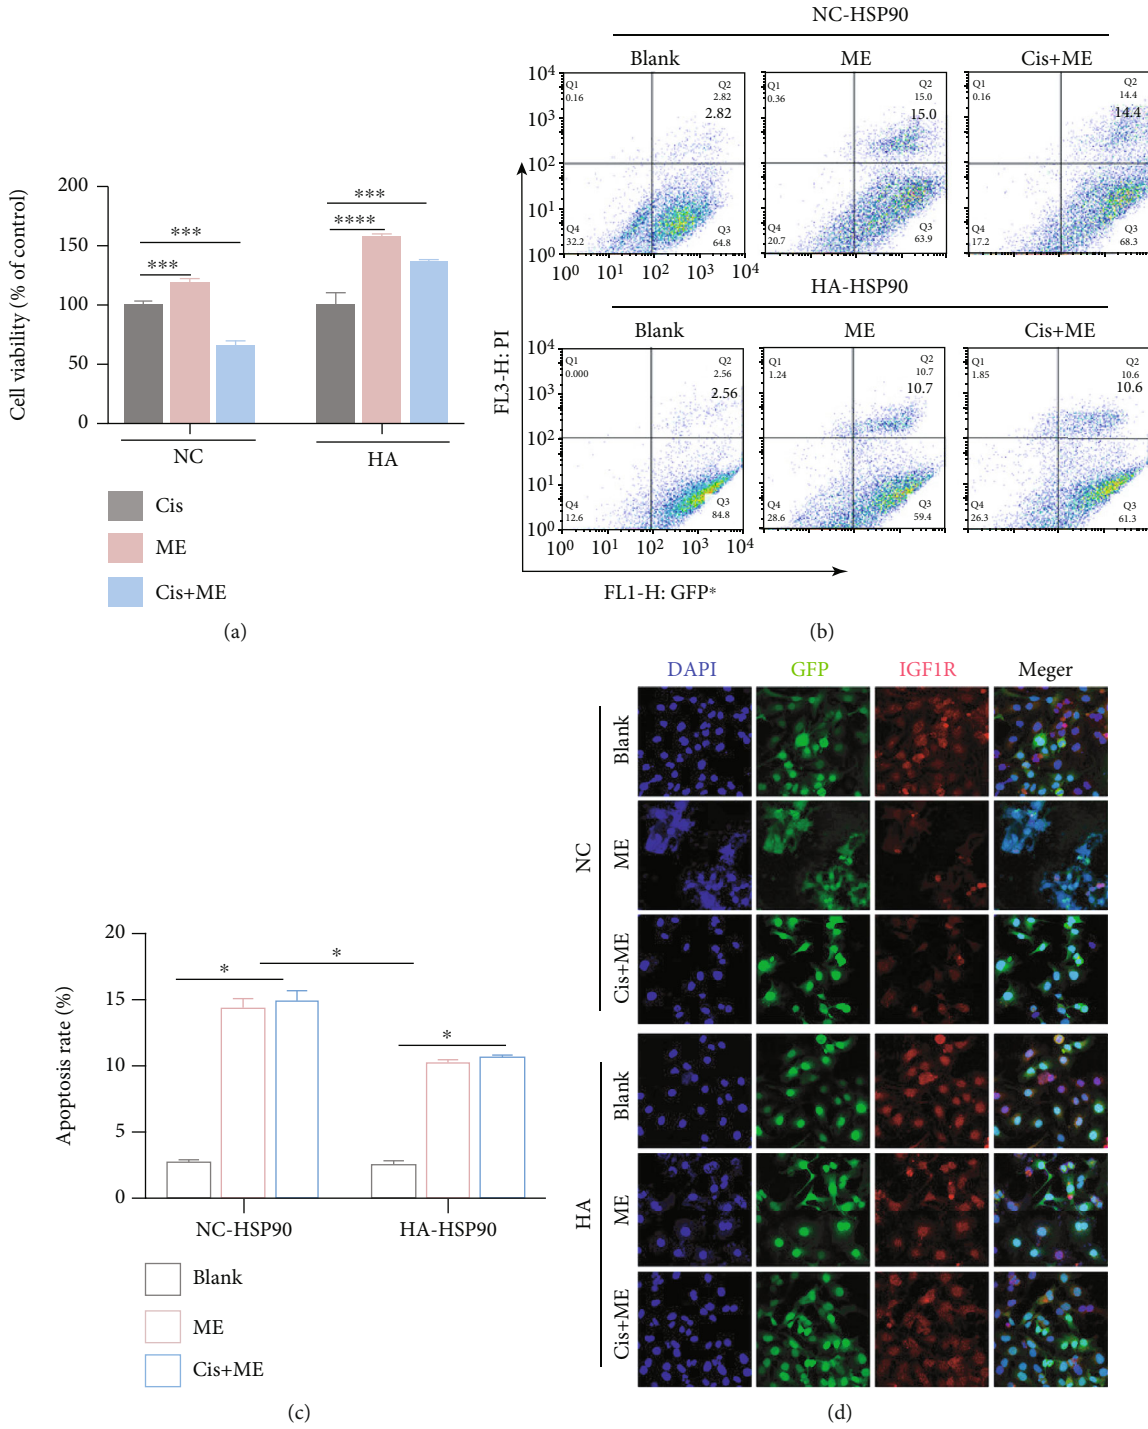 200
150
100
50
0
Cell viability (% of control)
***
***
***
****
NC
HA
Cis
ME
Cis+ME
(a)
NC-HSP90
Blank
ME
Cis+ME
10⁴
10³
10²
10¹
10⁰
Q1
0.16
Q2
2.82
2.82
Q4
32.2
Q3
64.8
Q1
0.36
Q2
15.0
15.0
Q4
20.7
Q3
63.9
Q1
0.16
Q2
14.4
14.4
Q4
17.2
Q3
68.3
10⁰ 10¹ 10² 10³ 10⁴
HA-HSP90
Blank
ME
Cis+ME
10⁴
10³
10²
10¹
10⁰
Q1
0.000
Q2
2.56
2.56
Q4
12.6
Q3
84.8
Q1
1.24
Q2
10.7
10.7
Q4
28.6
Q3
59.4
Q1
1.85
Q2
10.6
10.6
Q4
26.3
Q3
61.3
10⁰ 10¹ 10² 10³ 10⁴
FL3-H: PI
FL1-H: GFP*
(b)
20
15
10
5
0
Apoptosis rate (%)
*
*
*
NC-HSP90
HA-HSP90
Blank
ME
Cis+ME
(c)
DAPI
GFP
IGF1R
Meger
NC
Blank
ME
Cis+ME
HA
Blank
ME
Cis+ME
(d)